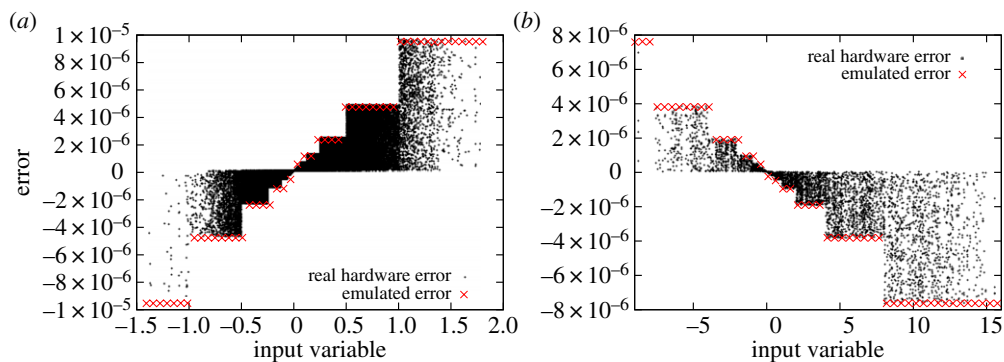 (a)
1 × 10⁻⁵
8 × 10⁻⁶
6 × 10⁻⁶
4 × 10⁻⁶
2 × 10⁻⁶
0
−2 × 10⁻⁶
−4 × 10⁻⁶
−6 × 10⁻⁶
−8 × 10⁻⁶
−1 × 10⁻⁵
error
real hardware error
emulated error
−1.5 −1.0 −0.5 0 0.5 1.0 1.5 2.0
input variable
(b)
8 × 10⁻⁶
6 × 10⁻⁶
4 × 10⁻⁶
2 × 10⁻⁶
0
−2 × 10⁻⁶
−4 × 10⁻⁶
−6 × 10⁻⁶
−8 × 10⁻⁶
real hardware error
emulated error
−5 0 5 10 15
input variable